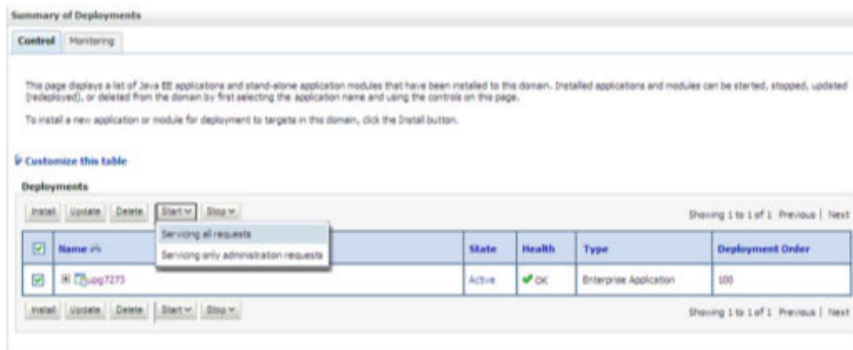 Summary of Deployments
Control Monitoring
This page displays a list of Java EE applications and stand-alone application modules that have been installed to this domain. Installed applications and modules can be started, stopped, updated
(redeployed), or deleted from the domain by first selecting the application name and using the controls on this page.
To install a new application or module for deployment to targets in this domain, click the Install button.
Customize this table
Deployments
Install Update Delete Start Stop Showing 1 to 1 of 1 Previous | Next
Servicing all requests
Servicing only administration requests
Name State Health Type Deployment Order
upg7273 Active OK Enterprise Application 100
Install Update Delete Start Stop Showing 1 to 1 of 1 Previous | Next